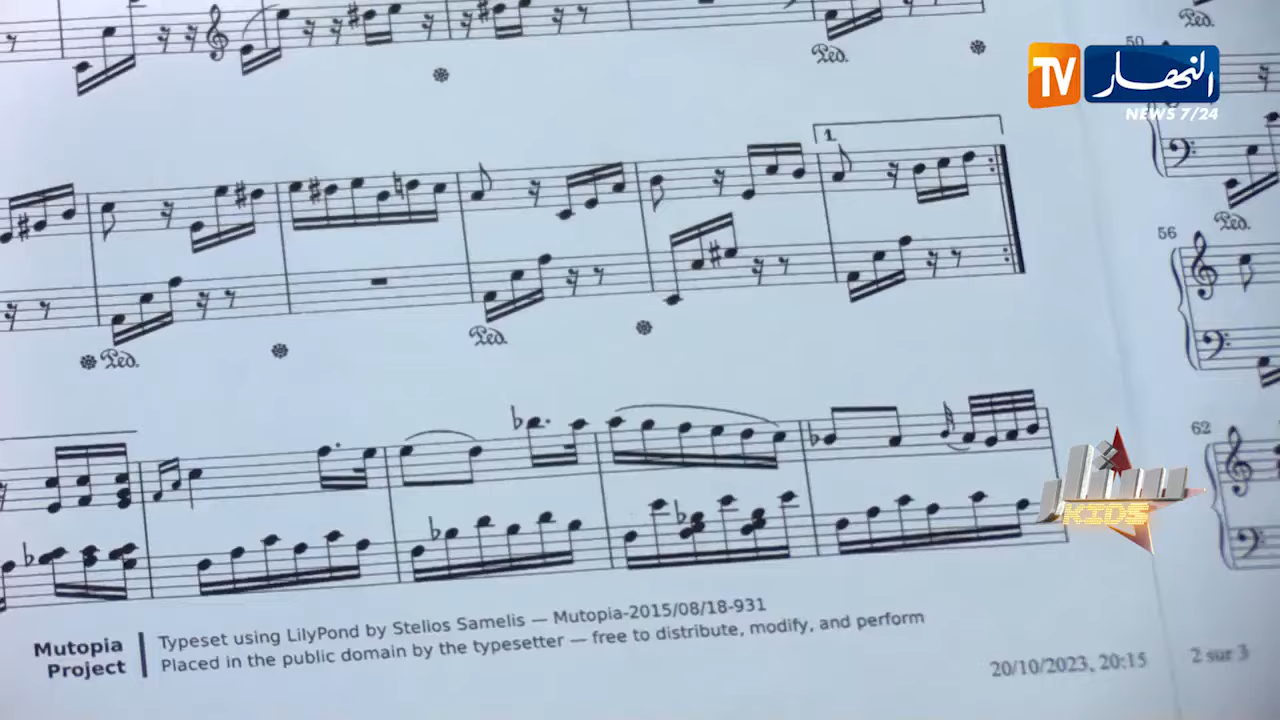 TV النهار
NEWS 7/24
50
1.
56
62
KIDS
Mutopia Project
Typeset using LilyPond by Stelios Samelis — Mutopia-2015/08/18-931
Placed in the public domain by the typesetter — free to distribute, modify, and perform
20/10/2023, 20:15
2 sur 3
Ped.
Ped.
Ped.
Ped.
Ped.